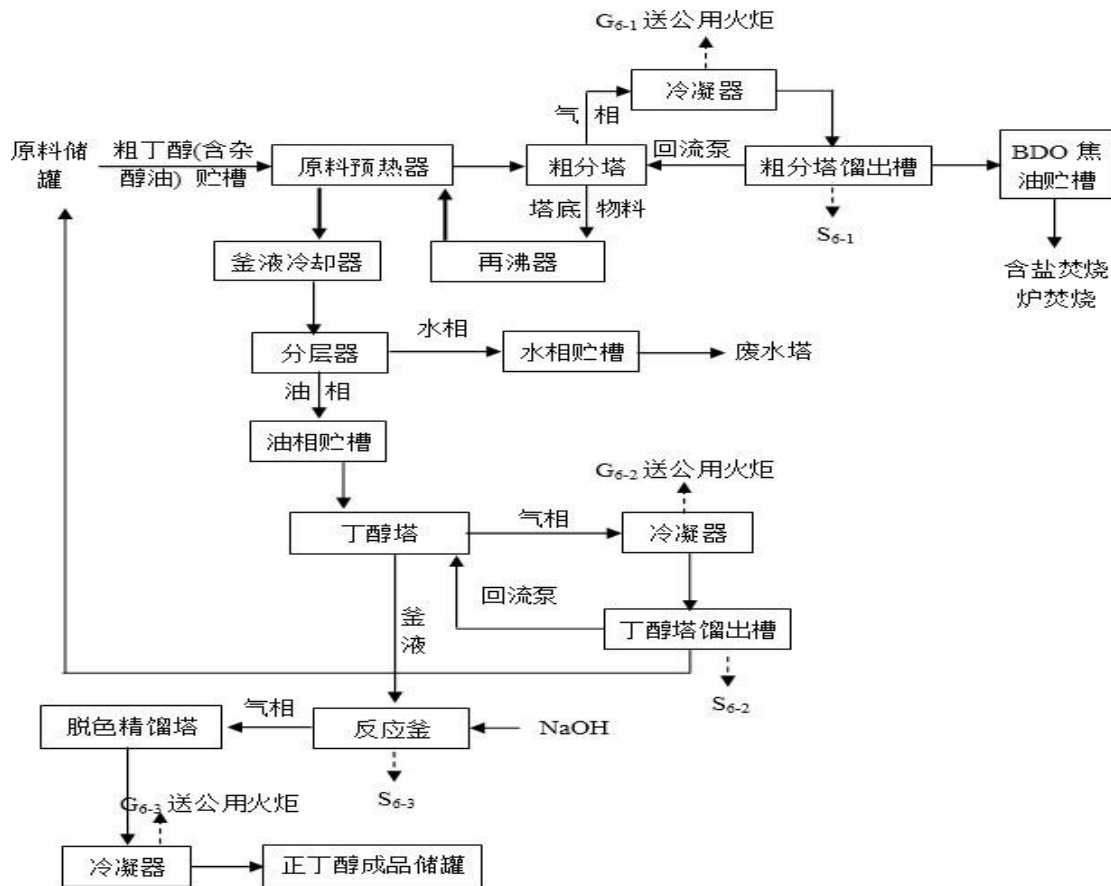 G6-1 送公用火炬
冷凝器
气 相
原料储
罐
粗丁醇(含杂
醇油) 贮槽
原料预热器
粗分塔
回流泵
粗分塔馏出槽
BDO 焦
油贮槽
塔底 物料
S6-1
釜液冷却器
再沸器
含盐焚烧
炉焚烧
分层器
水相
水相贮槽
废水塔
油 相
油相贮槽
G6-2 送公用火炬
丁醇塔
气相
冷凝器
回流泵
釜
液
丁醇塔馏出槽
S6-2
脱色精馏塔
气相
反应釜
NaOH
S6-3
G6-3 送公用火炬
冷凝器
正丁醇成品储罐